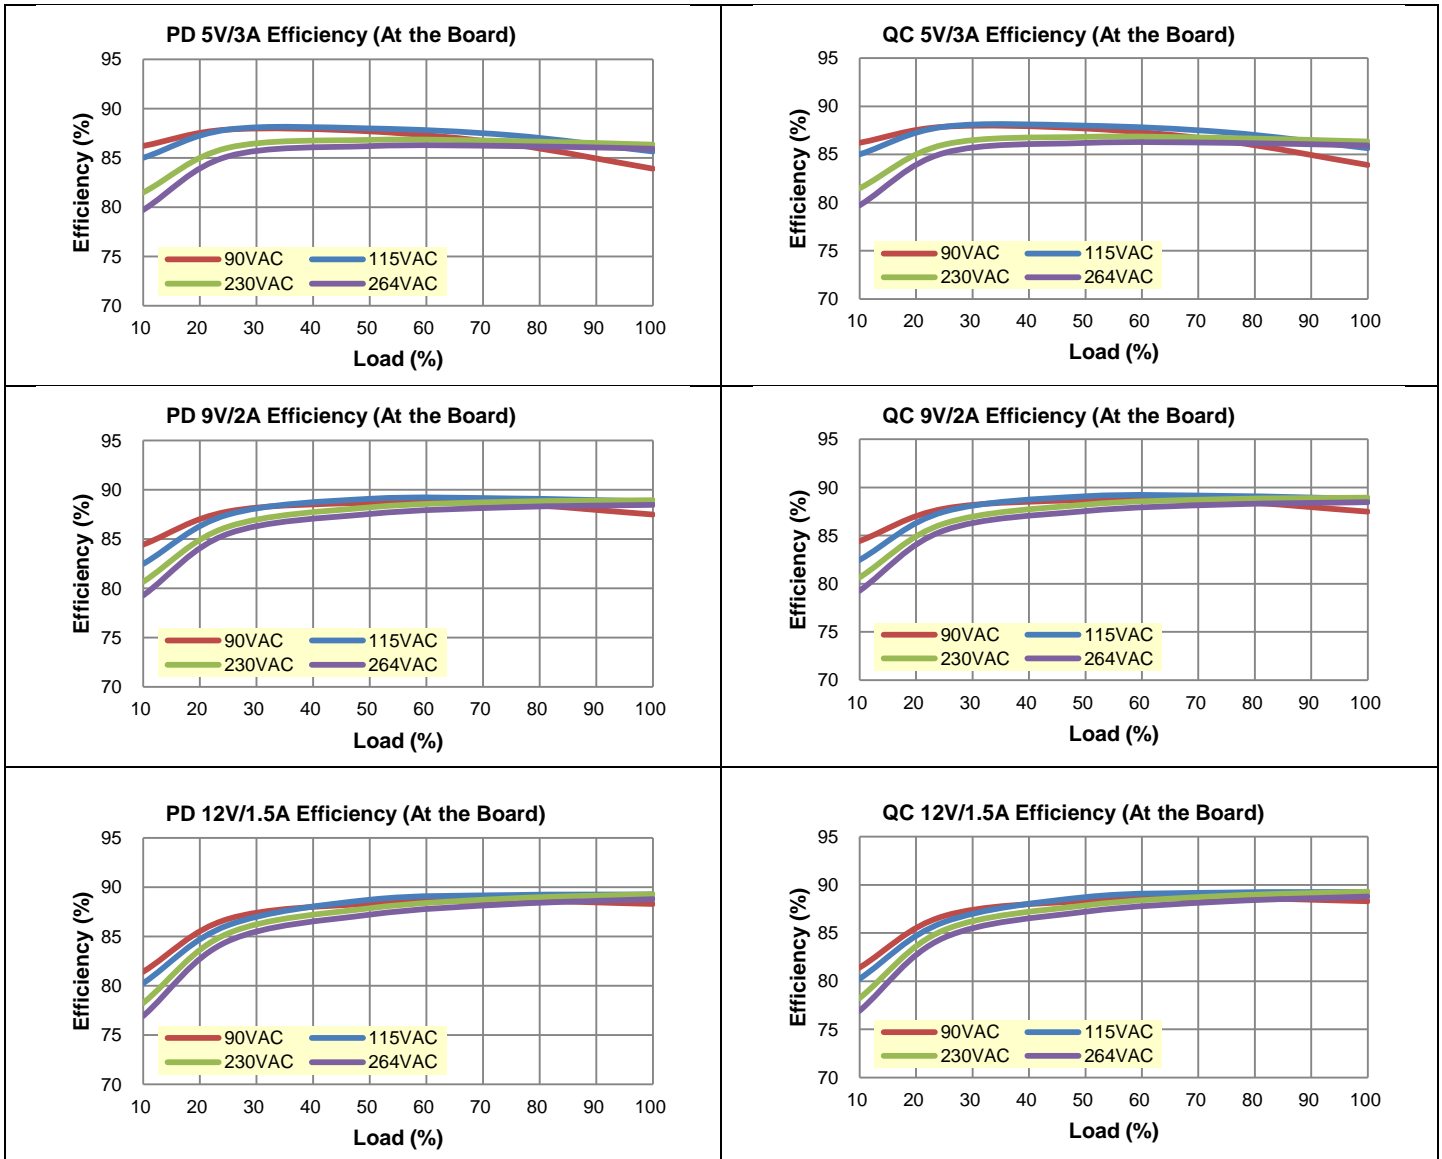 PD 5V/3A Efficiency (At the Board)
Efficiency (%)
95
90
85
80
75
70
90VAC 115VAC
230VAC 264VAC
10 20 30 40 50 60 70 80 90 100
Load (%)
QC 5V/3A Efficiency (At the Board)
Efficiency (%)
95
90
85
80
75
70
90VAC 115VAC
230VAC 264VAC
10 20 30 40 50 60 70 80 90 100
Load (%)
PD 9V/2A Efficiency (At the Board)
Efficiency (%)
95
90
85
80
75
70
90VAC 115VAC
230VAC 264VAC
10 20 30 40 50 60 70 80 90 100
Load (%)
QC 9V/2A Efficiency (At the Board)
Efficiency (%)
95
90
85
80
75
70
90VAC 115VAC
230VAC 264VAC
10 20 30 40 50 60 70 80 90 100
Load (%)
PD 12V/1.5A Efficiency (At the Board)
Efficiency (%)
95
90
85
80
75
70
90VAC 115VAC
230VAC 264VAC
10 20 30 40 50 60 70 80 90 100
Load (%)
QC 12V/1.5A Efficiency (At the Board)
Efficiency (%)
95
90
85
80
75
70
90VAC 115VAC
230VAC 264VAC
10 20 30 40 50 60 70 80 90 100
Load (%)